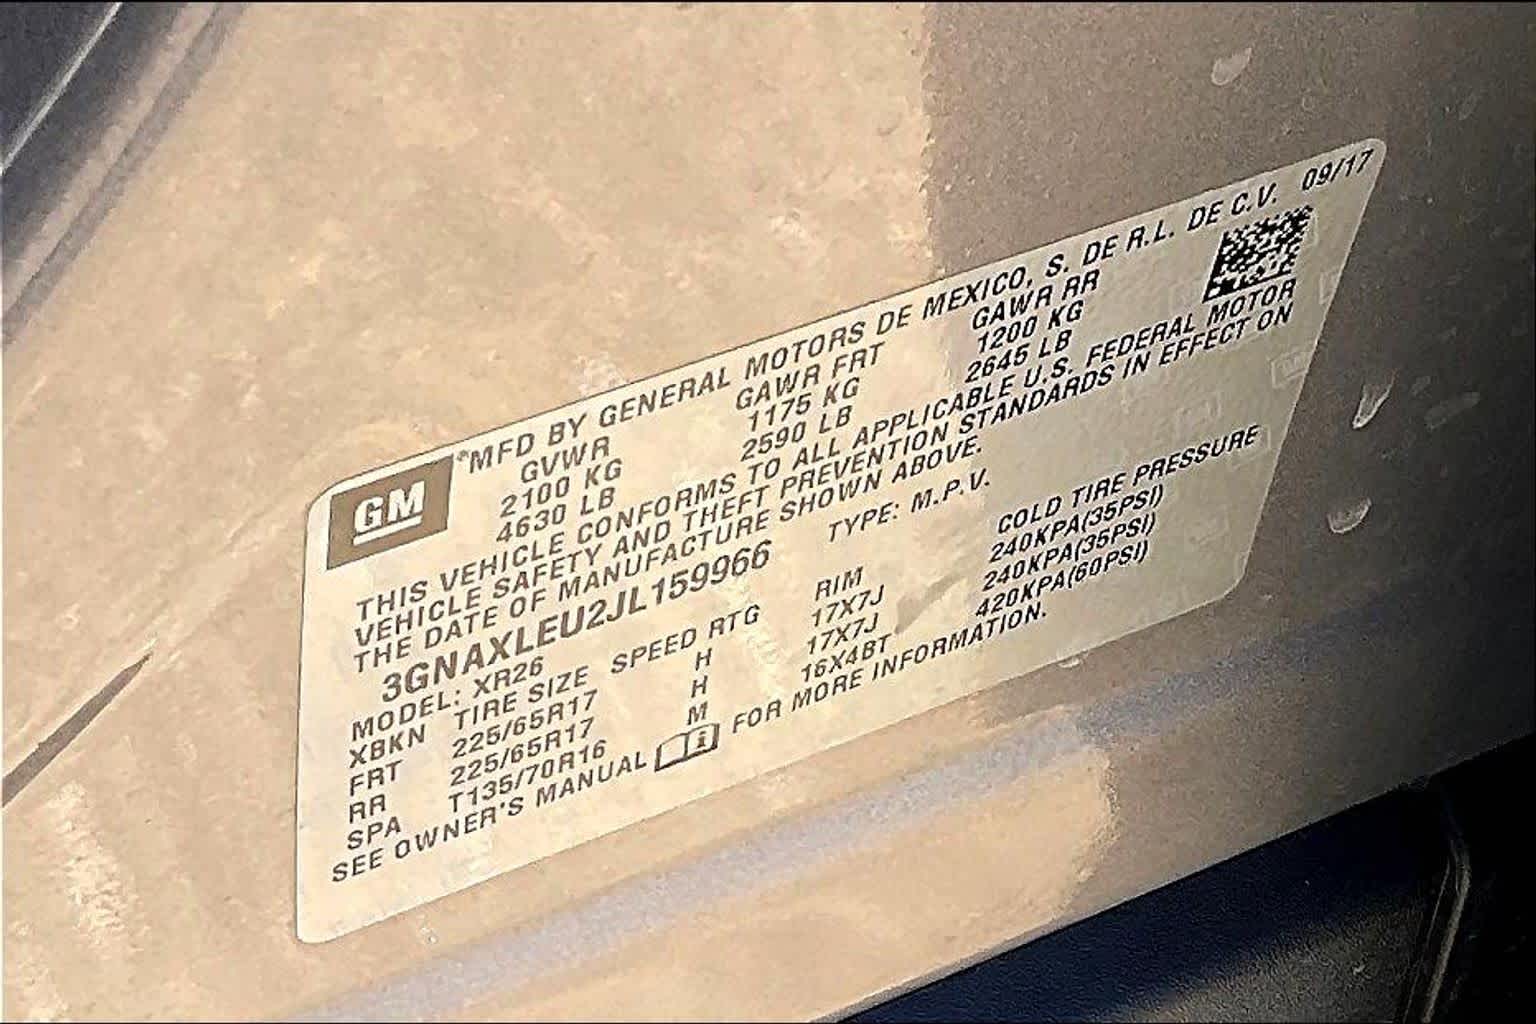 GM
*MFD BY GENERAL MOTORS DE MEXICO, S. DE R.L. DE C.V. 09/17
GVWR GAWR FRT GAWR RR
2100 KG 1175 KG 1200 KG
4630 LB 2590 LB 2645 LB
THIS VEHICLE CONFORMS TO ALL APPLICABLE U.S. FEDERAL MOTOR
VEHICLE SAFETY AND THEFT PREVENTION STANDARDS IN EFFECT ON
THE DATE OF MANUFACTURE SHOWN ABOVE.
3GNAXLEU2JL159966 TYPE: M.P.V.
MODEL: XR26
XBKN TIRE SIZE SPEED RTG RIM COLD TIRE PRESSURE
FRT 225/65R17 H 17X7J 240KPA(35PSI)
RR 225/65R17 H 17X7J 240KPA(35PSI)
SPA T135/70R16 M 16X4BT 420KPA(60PSI)
SEE OWNER'S MANUAL i FOR MORE INFORMATION.